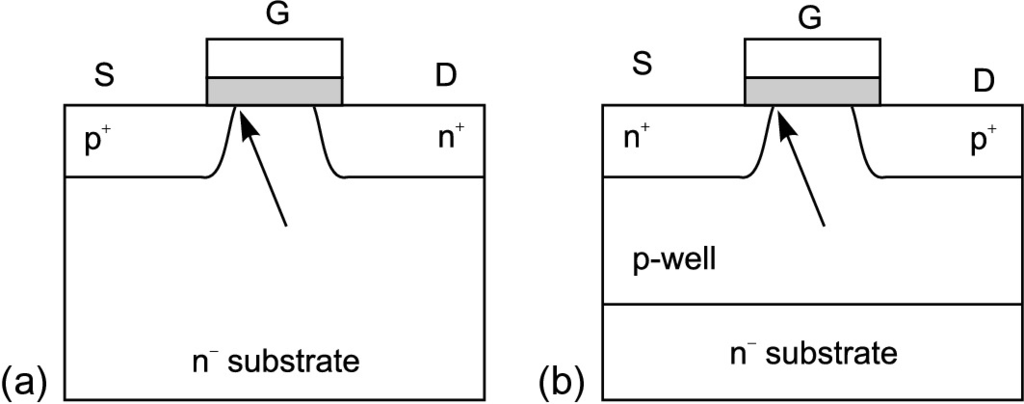 G
S
D
p⁺
n⁺
n⁻ substrate
(a)
G
S
D
n⁺
p⁺
p-well
n⁻ substrate
(b)